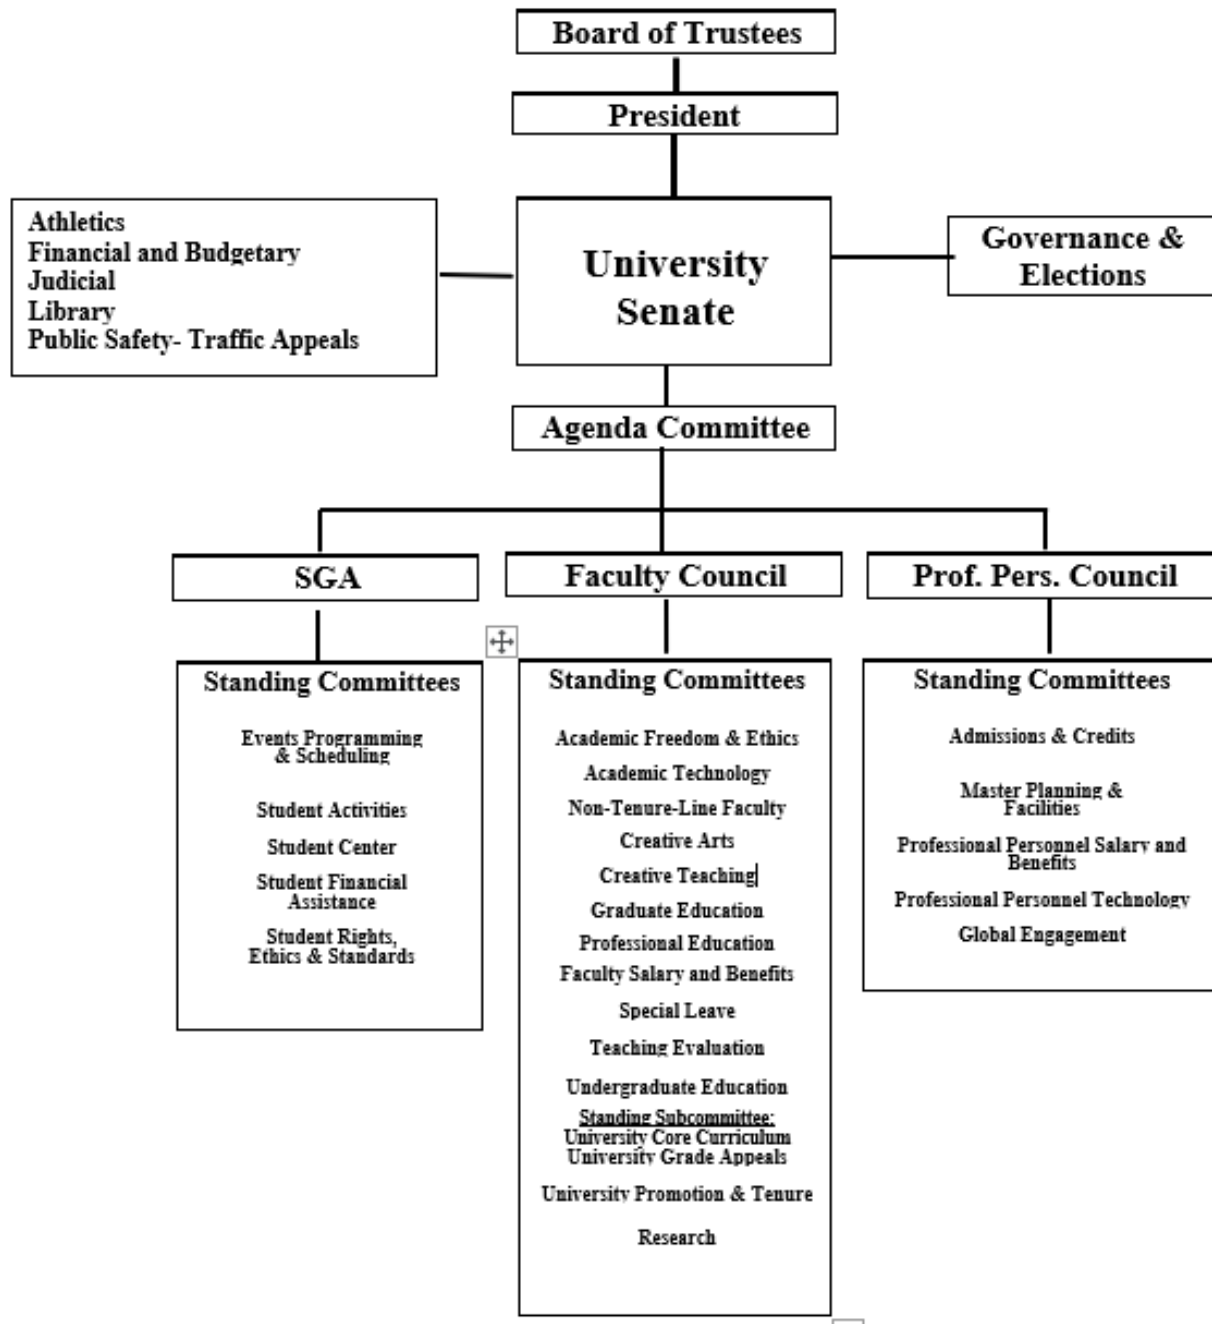 Board of Trustees
President
Athletics
Financial and Budgetary
Judicial
Library
Public Safety- Traffic Appeals
University
Senate
Governance &
Elections
Agenda Committee
SGA
Faculty Council
Prof. Pers. Council
Standing Committees
Events Programming
& Scheduling
Student Activities
Student Center
Student Financial
Assistance
Student Rights,
Ethics & Standards
Standing Committees
Academic Freedom & Ethics
Academic Technology
Non-Tenure-Line Faculty
Creative Arts
Creative Teaching
Graduate Education
Professional Education
Faculty Salary and Benefits
Special Leave
Teaching Evaluation
Undergraduate Education
Standing Subcommittee:
University Core Curriculum
University Grade Appeals
University Promotion & Tenure
Research
Standing Committees
Admissions & Credits
Master Planning &
Facilities
Professional Personnel Salary and
Benefits
Professional Personnel Technology
Global Engagement